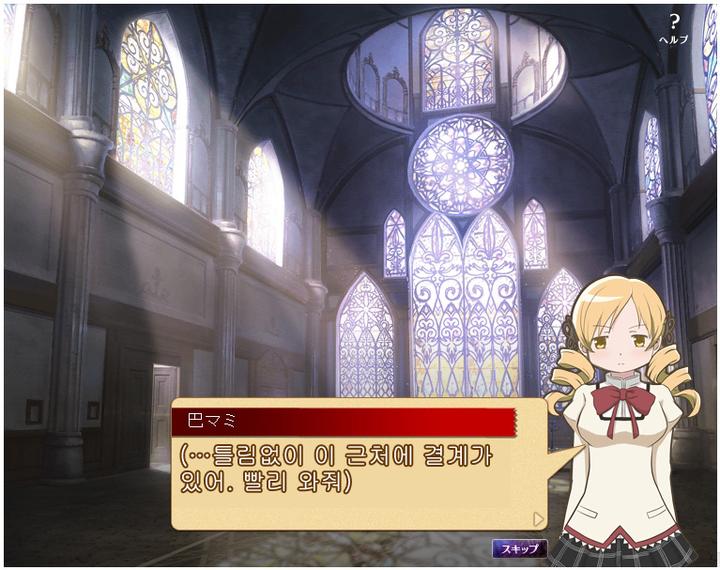 ?
ヘルプ
巴マミ
(…틀림없이 이 근처에 결계가
있어. 빨리 와줘)
スキップ